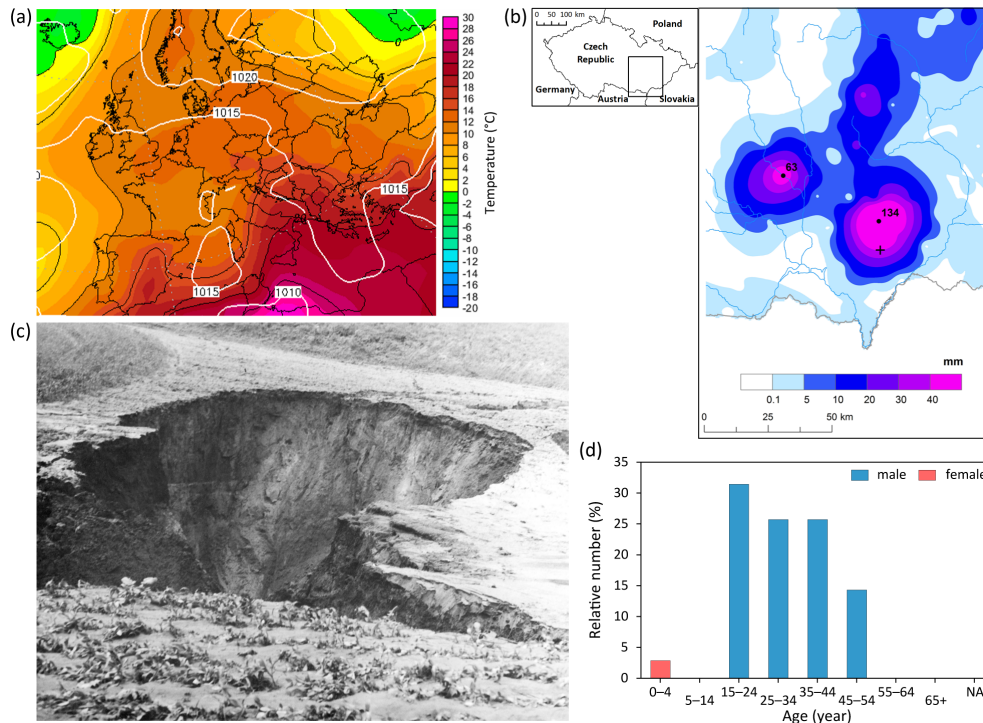 (a)
1020
1015
0
0
1015
1015
1010
30
28
26
24
22
20
18
16
14
12
10
8
6
4
2
0
-2
-4
-6
-8
-10
-12
-14
-16
-18
-20
Temperature (°C)
(b)
0 50 100 km
Poland
Czech
Republic
Germany
Austria
Slovakia
63
134
mm
0.1 5 10 20 30 40
0 25 50 km
(c)
(d)
35
30
25
20
15
10
5
0
Relative number (%)
male
female
0–4
5–14
15–24
25–34
35–44
45–54
55–64
65+
NA
Age (year)